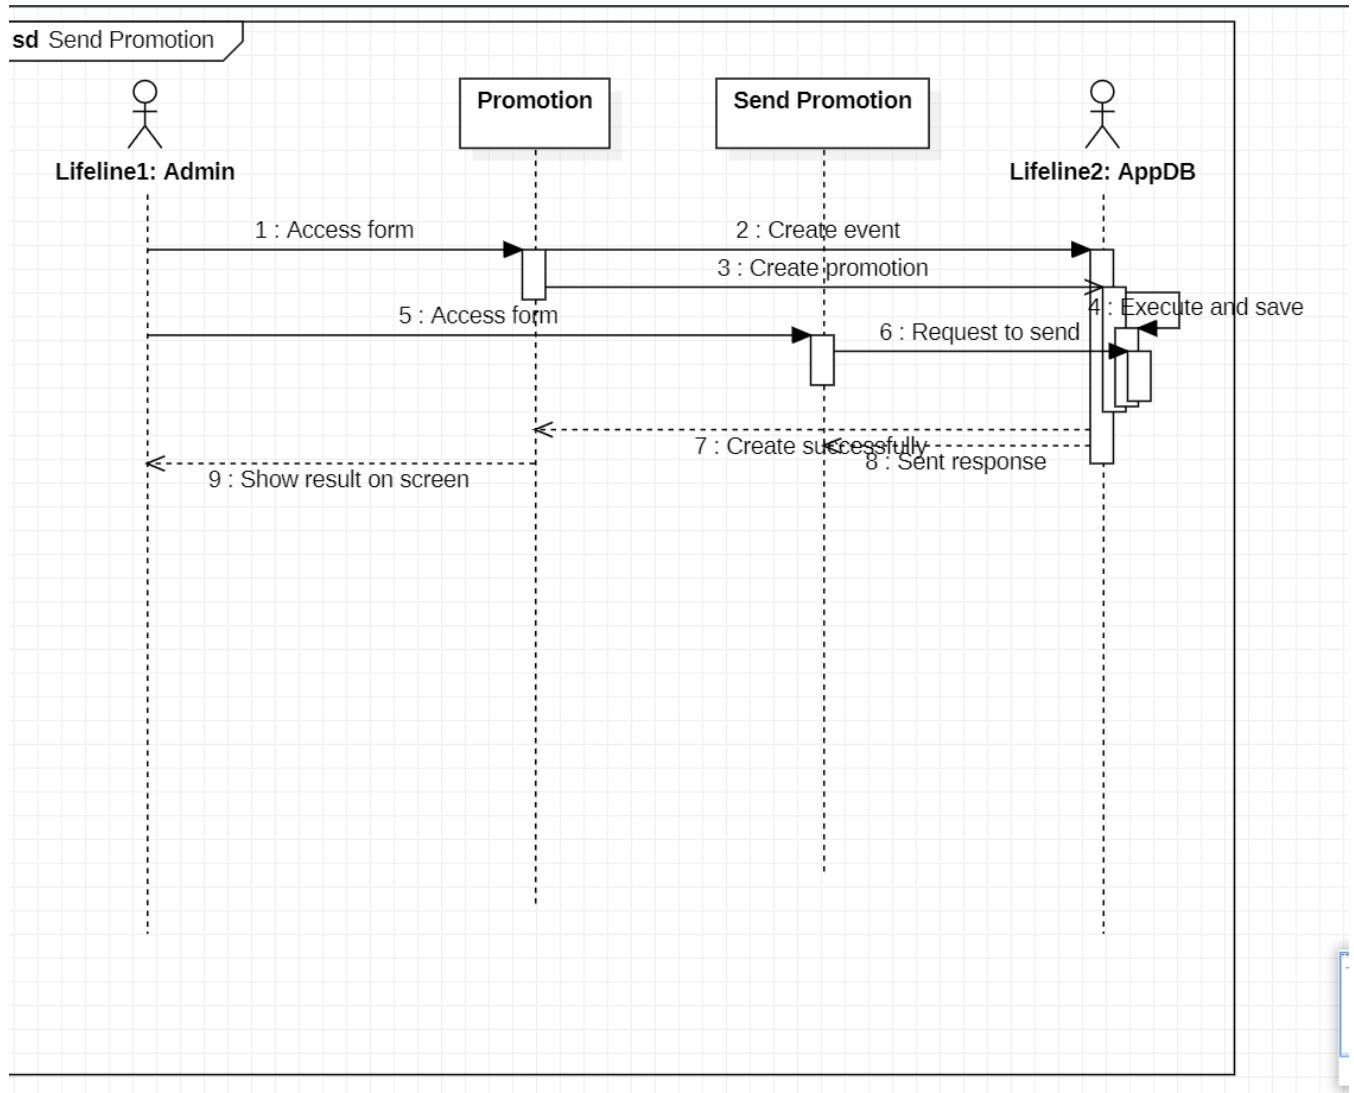 sd Send Promotion
Promotion
Send Promotion
Lifeline1: Admin
Lifeline2: AppDB
1 : Access form
2 : Create event
3 : Create promotion
4 : Execute and save
5 : Access form
6 : Request to send
7 : Create successfully
8 : Sent response
9 : Show result on screen